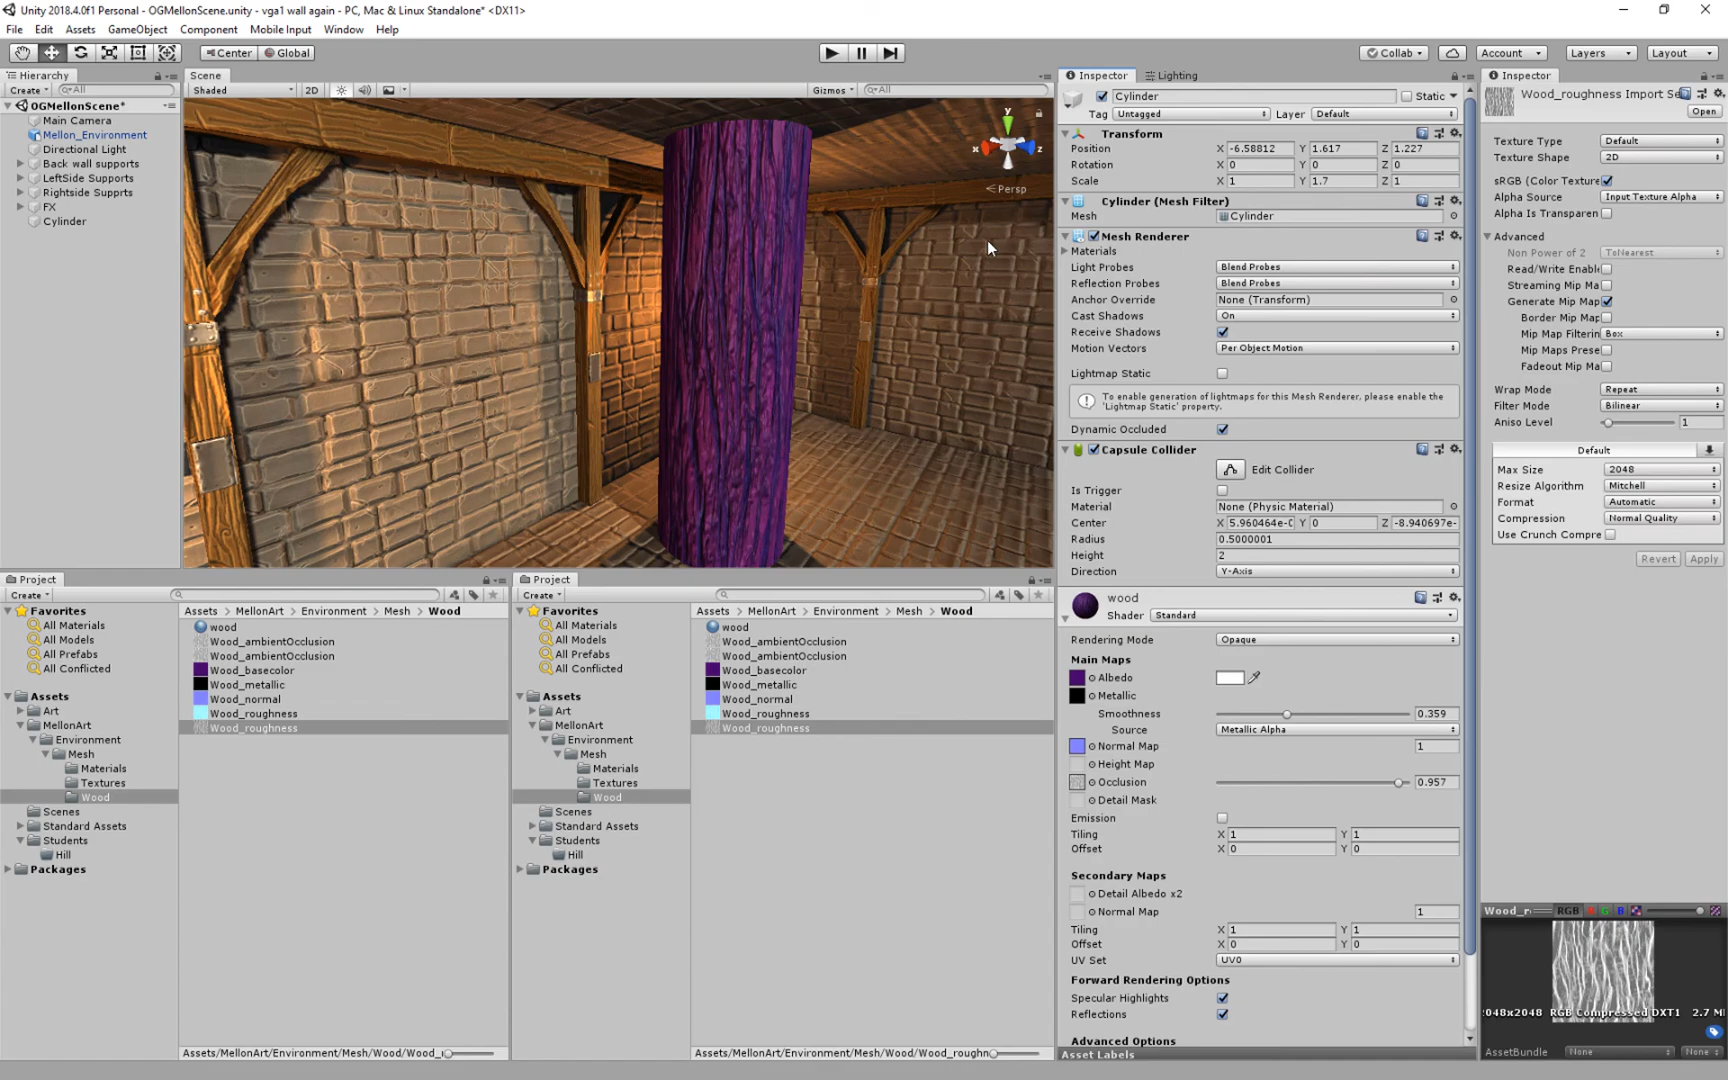 Unity 2018.4.0f1 Personal - OGMellonScene.unity - vga1 wall again - PC, Mac & Linux Standalone* <DX11>
File Edit Assets GameObject Component Mobile Input Window Help
Center Global Collab Account Layers Layout
Hierarchy
Create All
OGMellonScene*
Main Camera
Mellon_Environment
Directional Light
Back wall supports
LeftSide Supports
Rightside Supprts
FX
Cylinder
Scene
Shaded 2D Gizmos All
y
x z
Persp
Inspector Lighting
Cylinder Static
Tag Untagged Layer Default
Transform
Position X -6.58812 Y 1.617 Z 1.227
Rotation X 0 Y 0 Z 0
Scale X 1 Y 1.7 Z 1
Cylinder (Mesh Filter)
Mesh Cylinder
Mesh Renderer
Materials
Light Probes Blend Probes
Reflection Probes Blend Probes
Anchor Override None (Transform)
Cast Shadows On
Receive Shadows
Motion Vectors Per Object Motion
Lightmap Static
To enable generation of lightmaps for this Mesh Renderer, please enable the
'Lightmap Static' property.
Dynamic Occluded
Capsule Collider
Edit Collider
Is Trigger
Material None (Physic Material)
Center X 5.960464e-0 Y 0 Z -8.940697e-
Radius 0.5000001
Height 2
Direction Y-Axis
wood
Shader Standard
Rendering Mode Opaque
Main Maps
Albedo
Metallic
Smoothness 0.359
Source Metallic Alpha
Normal Map 1
Height Map
Occlusion 0.957
Detail Mask
Emission
Tiling X 1 Y 1
Offset X 0 Y 0
Secondary Maps
Detail Albedo x2
Normal Map 1
Tiling X 1 Y 1
Offset X 0 Y 0
UV Set UV0
Forward Rendering Options
Specular Highlights
Reflections
Advanced Options
Asset Labels
Inspector
Wood_roughness Import Se
Open
Texture Type Default
Texture Shape 2D
sRGB (Color Texture
Alpha Source Input Texture Alpha
Alpha Is Transparen
Advanced
Non Power of 2 ToNearest
Read/Write Enabl
Streaming Mip Ma
Generate Mip Map
Border Mip Map
Mip Map Filterin Box
Mip Maps Prese
Fadeout Mip Ma
Wrap Mode Repeat
Filter Mode Bilinear
Aniso Level 1
Default
Max Size 2048
Resize Algorithm Mitchell
Format Automatic
Compression Normal Quality
Use Crunch Compre
Revert Apply
Wood_r RGB R G B
2048x2048 RGB Compressed DXT1 2.7 M
AssetBundle None None
Project
Create
Favorites
All Materials
All Models
All Prefabs
All Conflicted
Assets
Art
MellonArt
Environment
Mesh
Materials
Textures
Wood
Scenes
Standard Assets
Students
Hill
Packages
Assets > MellonArt > Environment > Mesh > Wood
wood
Wood_ambientOcclusion
Wood_ambientOcclusion
Wood_basecolor
Wood_metallic
Wood_normal
Wood_roughness
Wood_roughness
Assets/MellonArt/Environment/Mesh/Wood/Wood_r
Project
Create
Favorites
All Materials
All Models
All Prefabs
All Conflicted
Assets
Art
MellonArt
Environment
Mesh
Materials
Textures
Wood
Scenes
Standard Assets
Students
Hill
Packages
Assets > MellonArt > Environment > Mesh > Wood
wood
Wood_ambientOcclusion
Wood_ambientOcclusion
Wood_basecolor
Wood_metallic
Wood_normal
Wood_roughness
Wood_roughness
Assets/MellonArt/Environment/Mesh/Wood/Wood_roughn